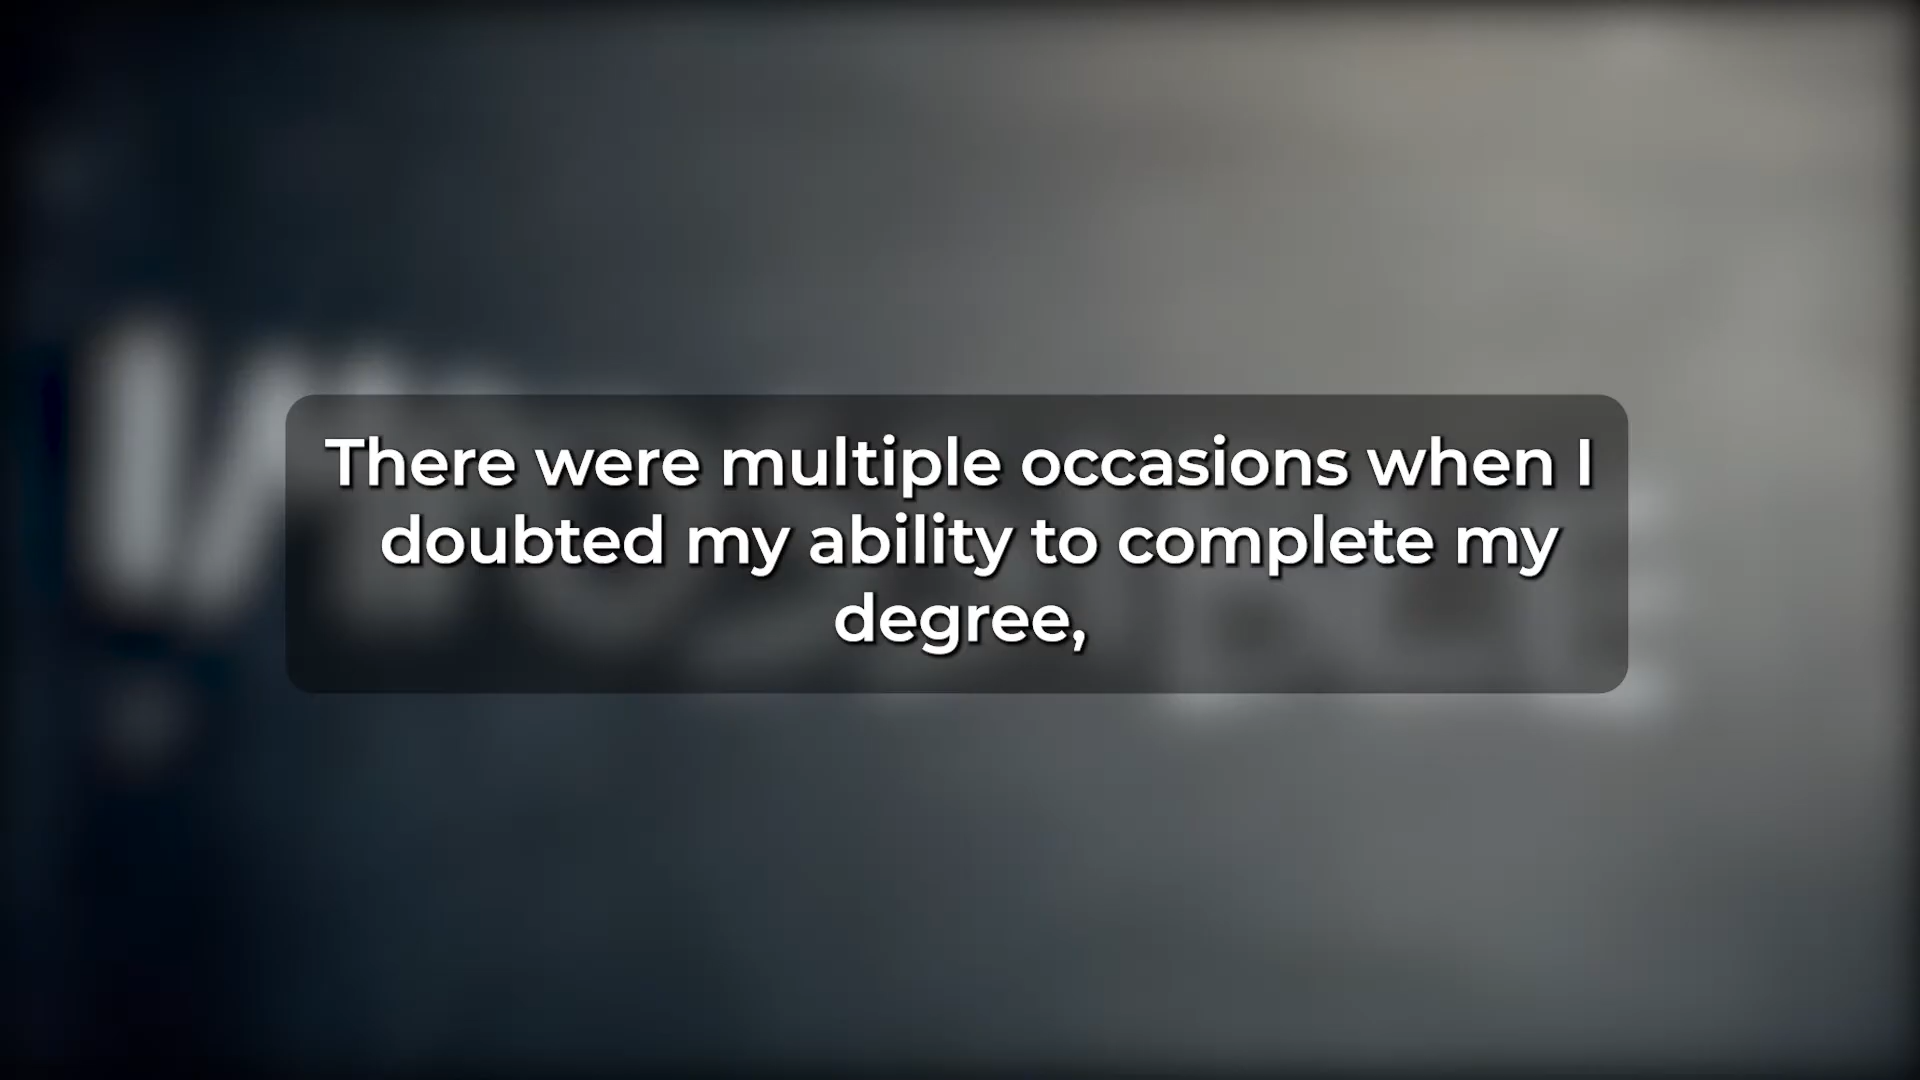 There were multiple occasions when I
doubted my ability to complete my
degree,